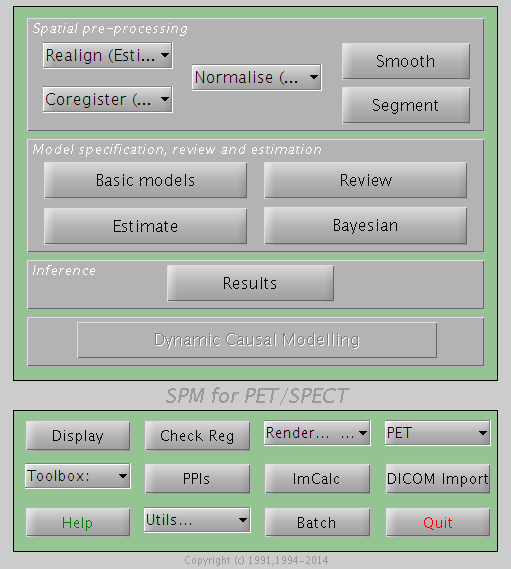 Spatial pre-processing
Realign (Esti...
Normalise (...
Smooth
Coregister (...
Segment
Model specification, review and estimation
Basic models
Review
Estimate
Bayesian
Inference
Results
Dynamic Causal Modelling
SPM for PET/SPECT
Display
Check Reg
Render... ...
PET
Toolbox:
PPIs
ImCalc
DICOM Import
Help
Utils...
Batch
Quit
Copyright (c) 1991,1994-2014